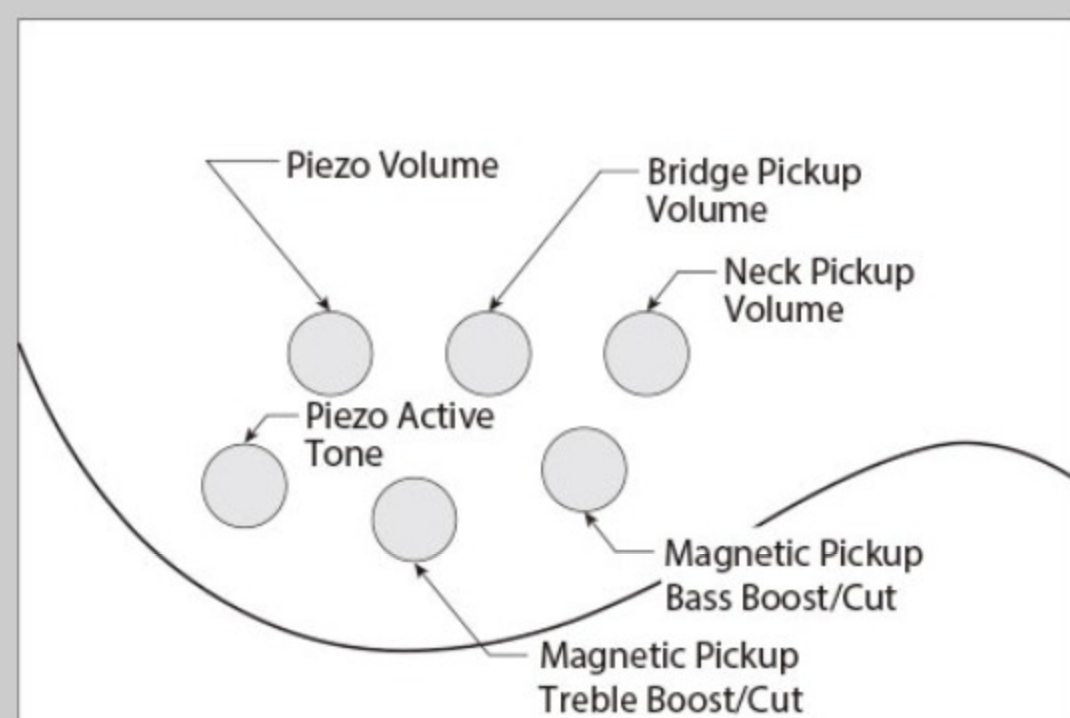 Piezo Volume
Bridge Pickup
Volume
Neck Pickup
Volume
Piezo Active
Tone
Magnetic Pickup
Bass Boost/Cut
Magnetic Pickup
Treble Boost/Cut